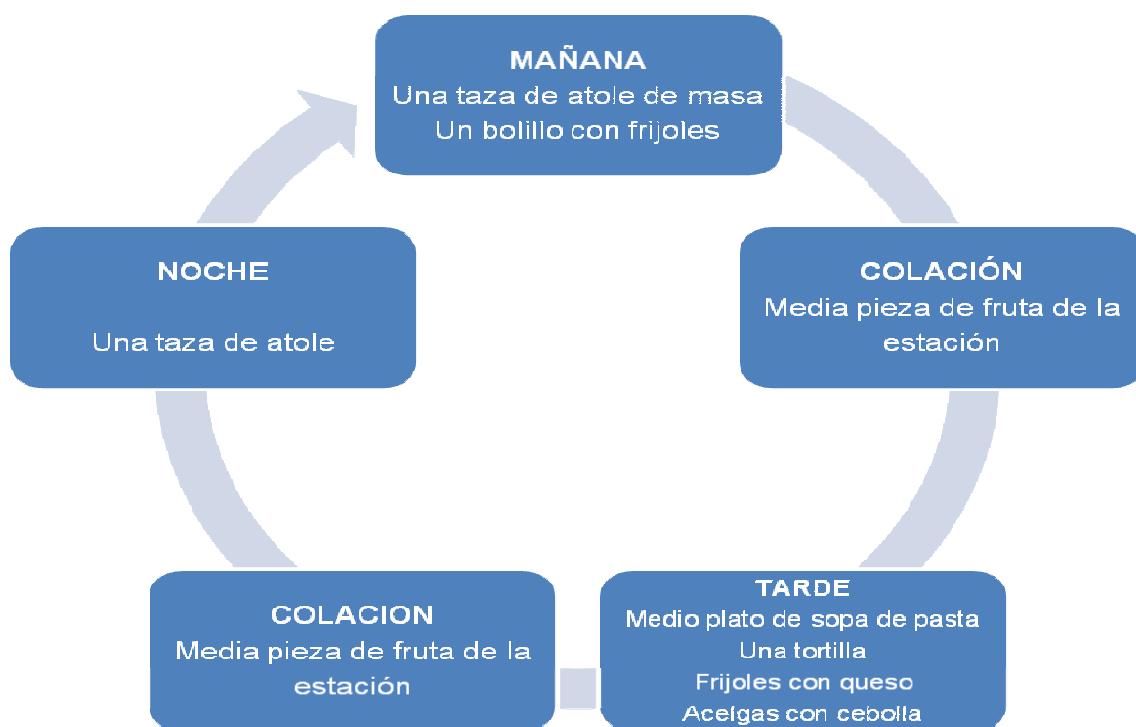 MAÑANA
Una taza de atole de masa
Un bolillo con frijoles
COLACIÓN
Media pieza de fruta de la
estación
TARDE
Medio plato de sopa de pasta
Una tortilla
Frijoles con queso
Acelgas con cebolla
COLACION
Media pieza de fruta de la
estación
NOCHE
Una taza de atole